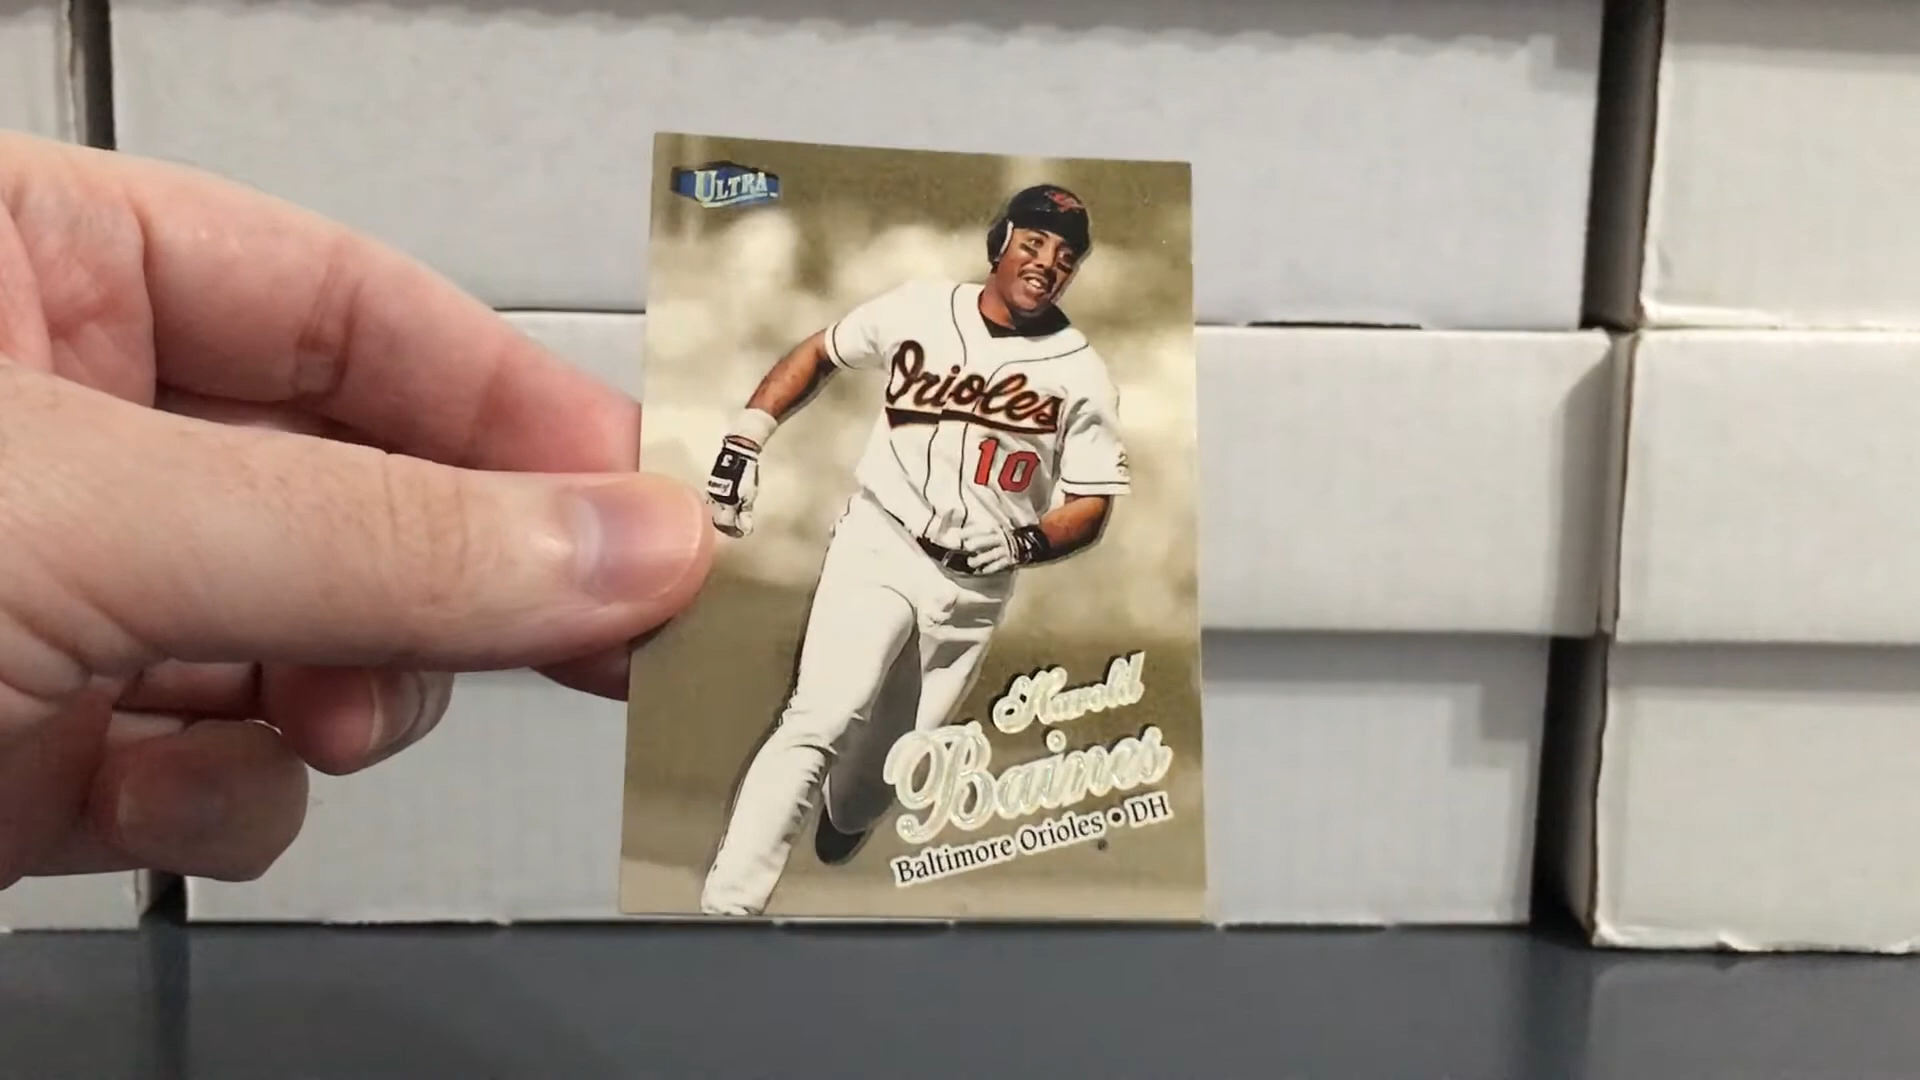 ULTRA
Orioles
10
Harold
Baines
Baltimore Orioles • DH